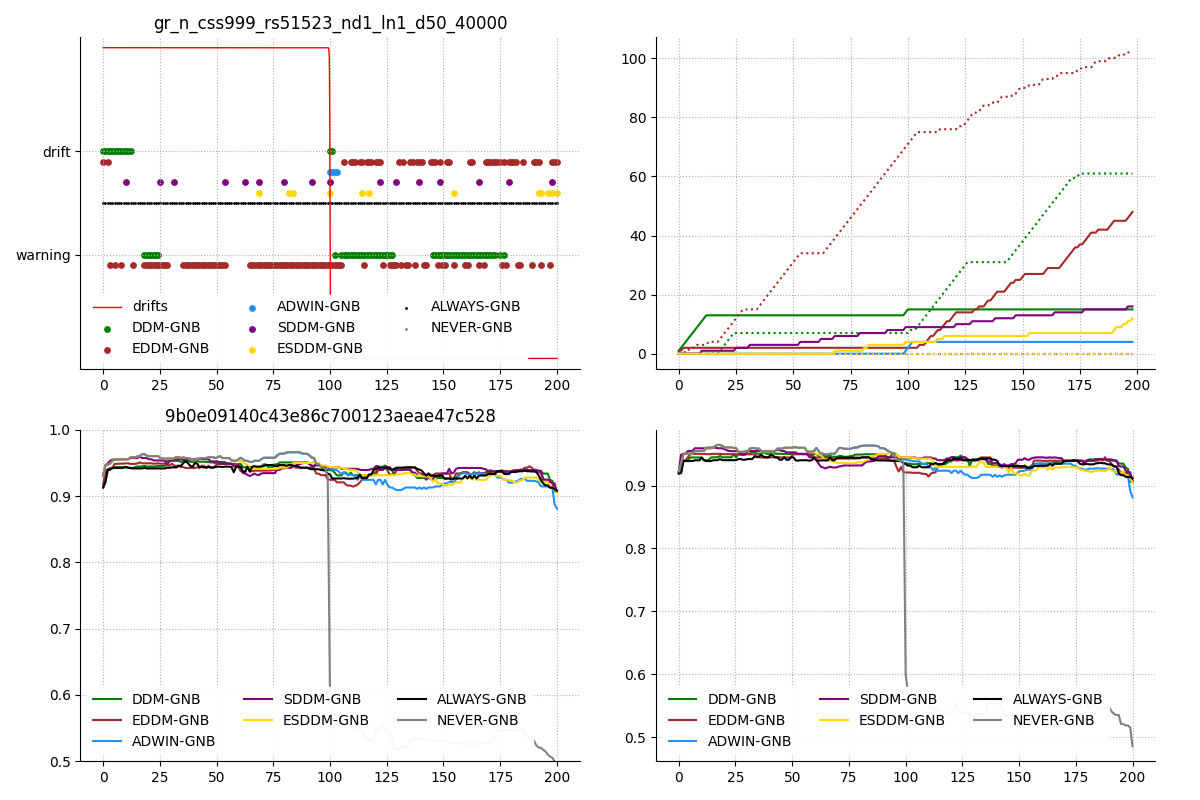 gr_n_css999_rs51523_nd1_ln1_d50_40000
drift
warning
drifts ADWIN-GNB ALWAYS-GNB
DDM-GNB SDDM-GNB NEVER-GNB
EDDM-GNB ESDDM-GNB
0 25 50 75 100 125 150 175 200
100
80
60
40
20
0
0 25 50 75 100 125 150 175 200
9b0e09140c43e86c700123aeae47c528
1.0
0.9
0.8
0.7
0.6
0.5
DDM-GNB SDDM-GNB ALWAYS-GNB
EDDM-GNB ESDDM-GNB NEVER-GNB
ADWIN-GNB
0 25 50 75 100 125 150 175 200
0.9
0.8
0.7
0.6
0.5
DDM-GNB SDDM-GNB ALWAYS-GNB
EDDM-GNB ESDDM-GNB NEVER-GNB
ADWIN-GNB
0 25 50 75 100 125 150 175 200